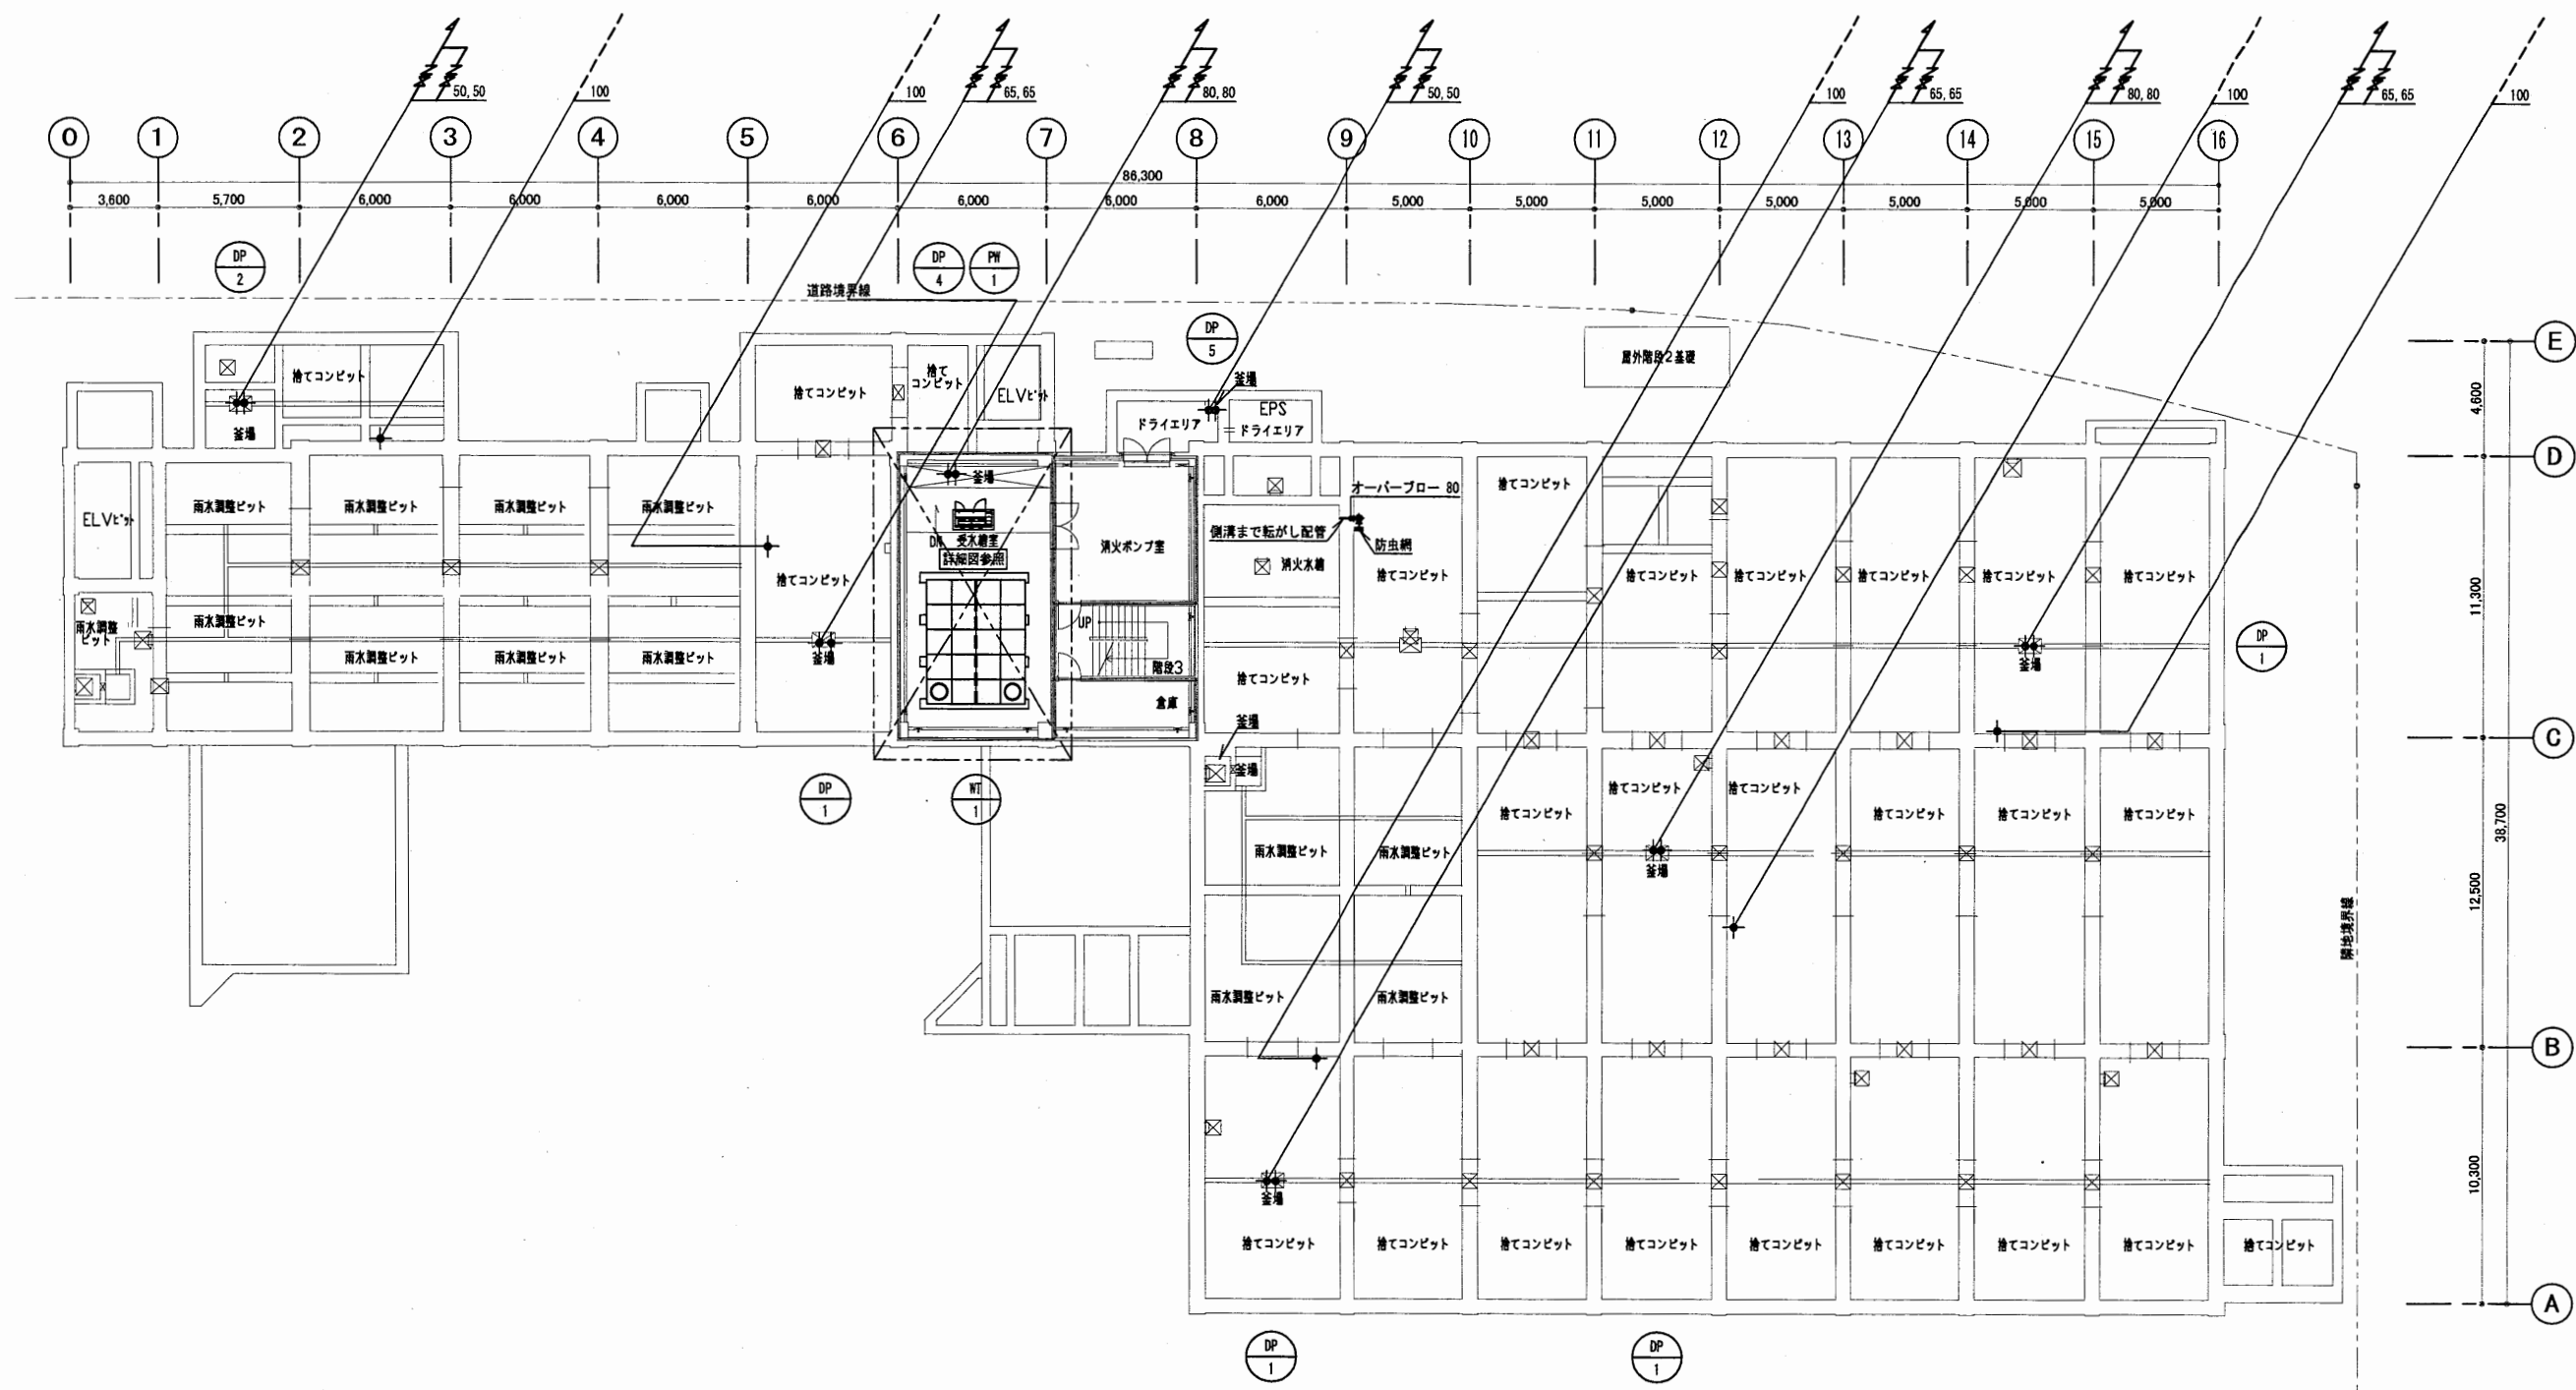 50,50
100
100
65,65
80,80
50,50
100
65,65
80,80
100
65,65
100
0
1
2
3
4
5
6
7
8
9
10
11
12
13
14
15
16
86,300
3,600
5,700
6,000
6,000
6,000
6,000
6,000
6,000
6,000
5,000
5,000
5,000
5,000
5,000
5,000
5,000
DP
2
DP
4
PW
1
道路境界線
DP
5
屋外階段2基礎
E
4,600
捨てコンピット
釜場
捨てコンピット
捨て
コンピット
ELVピット
釜場
ドライエリア
EPS
ドライエリア
D
ELVピット
雨水調整ピット
雨水調整ピット
雨水調整ピット
雨水調整ピット
釜場
DN
受水槽室
詳細図参照
消火ポンプ室
オーバーブロー 80
側溝まで転がし配管
防虫網
消火水槽
捨てコンピット
捨てコンピット
捨てコンピット
捨てコンピット
捨てコンピット
捨てコンピット
捨てコンピット
捨てコンピット
11,300
雨水調整
ピット
雨水調整ピット
雨水調整ピット
雨水調整ピット
雨水調整ピット
釜場
UP
階段3
倉庫
捨てコンピット
釜場
DP
1
釜場
C
DP
1
WT
1
釜場
捨てコンピット
捨てコンピット
捨てコンピット
捨てコンピット
捨てコンピット
捨てコンピット
38,700
雨水調整ピット
雨水調整ピット
釜場
12,500
隣地境界線
雨水調整ピット
雨水調整ピット
B
10,300
釜場
捨てコンピット
捨てコンピット
捨てコンピット
捨てコンピット
捨てコンピット
捨てコンピット
捨てコンピット
捨てコンピット
捨てコンピット
A
DP
1
DP
1